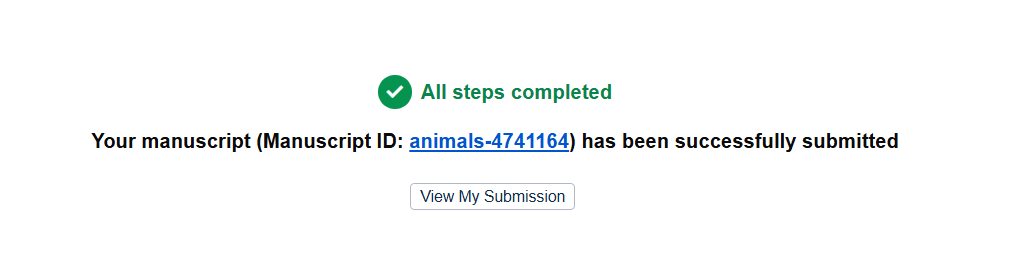 All steps completed
Your manuscript (Manuscript ID: animals-4741164) has been successfully submitted
View My Submission